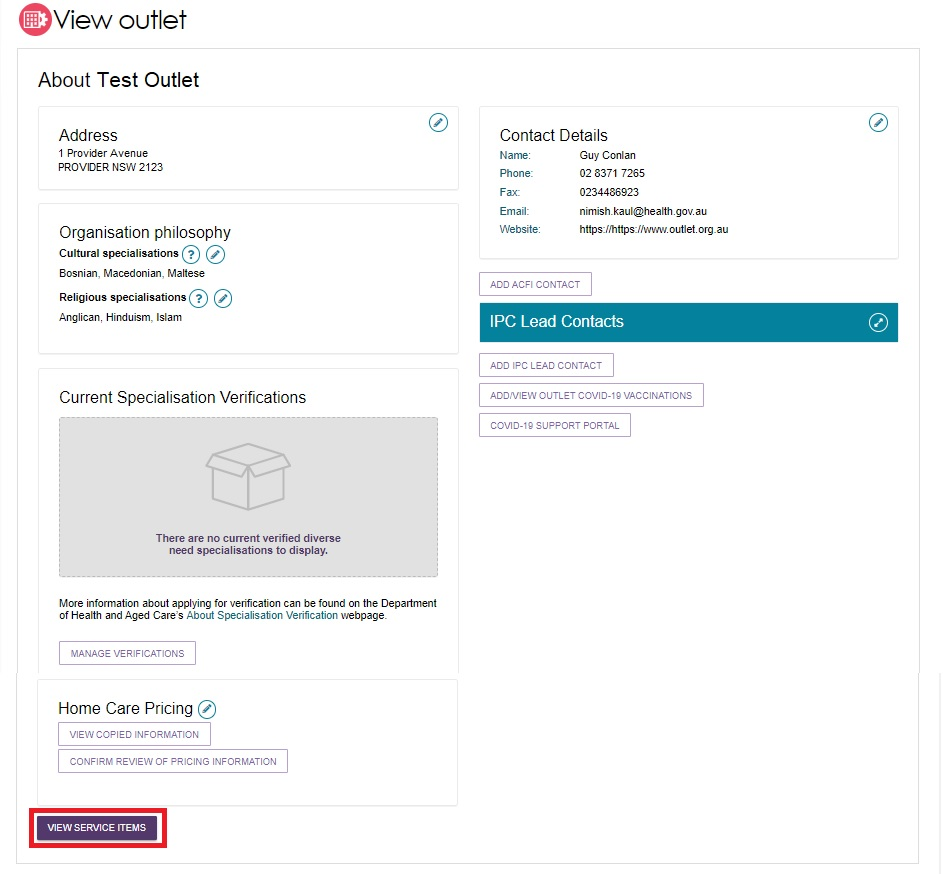 View outlet
About Test Outlet
Address
1 Provider Avenue
PROVIDER NSW 2123
Organisation philosophy
Cultural specialisations ?
Bosnian, Macedonian, Maltese
Religious specialisations ?
Anglican, Hinduism, Islam
Current Specialisation Verifications
There are no current verified diverse
need specialisations to display.
More information about applying for verification can be found on the Department
of Health and Aged Care's About Specialisation Verification webpage.
MANAGE VERIFICATIONS
Home Care Pricing
VIEW COPIED INFORMATION
CONFIRM REVIEW OF PRICING INFORMATION
VIEW SERVICE ITEMS
Contact Details
Name: Guy Conlan
Phone: 02 8371 7265
Fax: 0234486923
Email: nimish.kaul@health.gov.au
Website: https://https://www.outlet.org.au
ADD ACFI CONTACT
IPC Lead Contacts
ADD IPC LEAD CONTACT
ADD/VIEW OUTLET COVID-19 VACCINATIONS
COVID-19 SUPPORT PORTAL